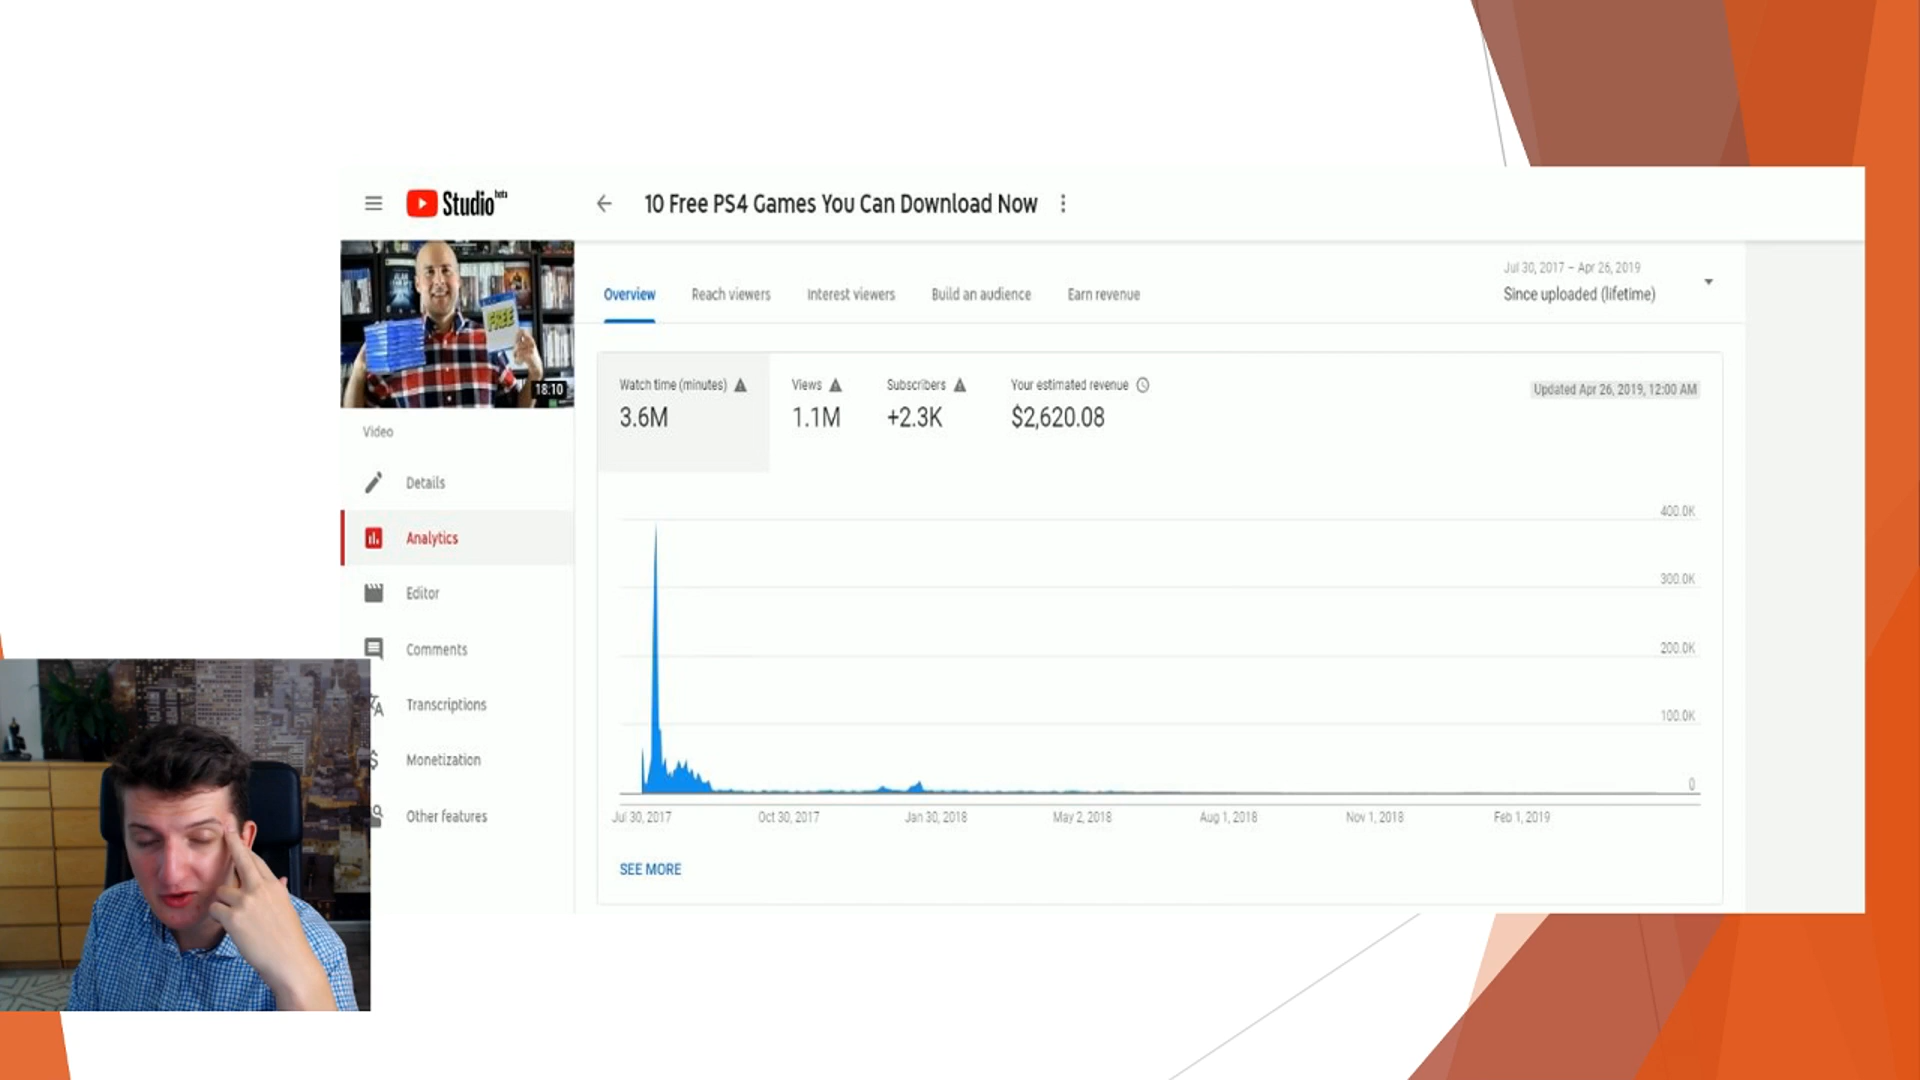 Studio beta
10 Free PS4 Games You Can Download Now
FREE
18:10
Video
Details
Analytics
Editor
Comments
Transcriptions
Monetization
Other features
Overview Reach viewers Interest viewers Build an audience Earn revenue
Jul 30, 2017 – Apr 26, 2019
Since uploaded (lifetime)
Watch time (minutes) Views Subscribers Your estimated revenue
3.6M 1.1M +2.3K $2,620.08
Updated Apr 26, 2019, 12:00 AM
400.0K
300.0K
200.0K
100.0K
0
Jul 30, 2017 Oct 30, 2017 Jan 30, 2018 May 2, 2018 Aug 1, 2018 Nov 1, 2018 Feb 1, 2019
SEE MORE